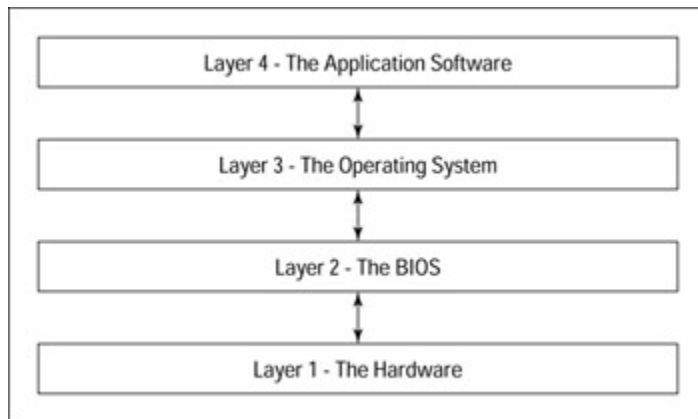 Layer 4 - The Application Software
Layer 3 - The Operating System
Layer 2 - The BIOS
Layer 1 - The Hardware